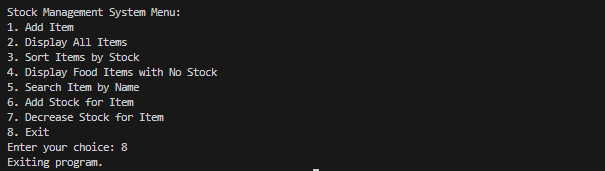 Stock Management System Menu:
1. Add Item
2. Display All Items
3. Sort Items by Stock
4. Display Food Items with No Stock
5. Search Item by Name
6. Add Stock for Item
7. Decrease Stock for Item
8. Exit
Enter your choice: 8
Exiting program.